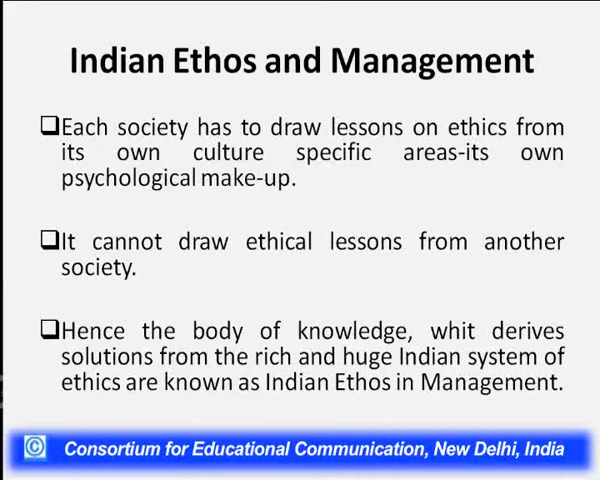 Indian Ethos and Management
❑Each society has to draw lessons on ethics from
its own culture specific areas-its own
psychological make-up.
❑It cannot draw ethical lessons from another
society.
❑Hence the body of knowledge, whit derives
solutions from the rich and huge Indian system of
ethics are known as Indian Ethos in Management.
© Consortium for Educational Communication, New Delhi, India